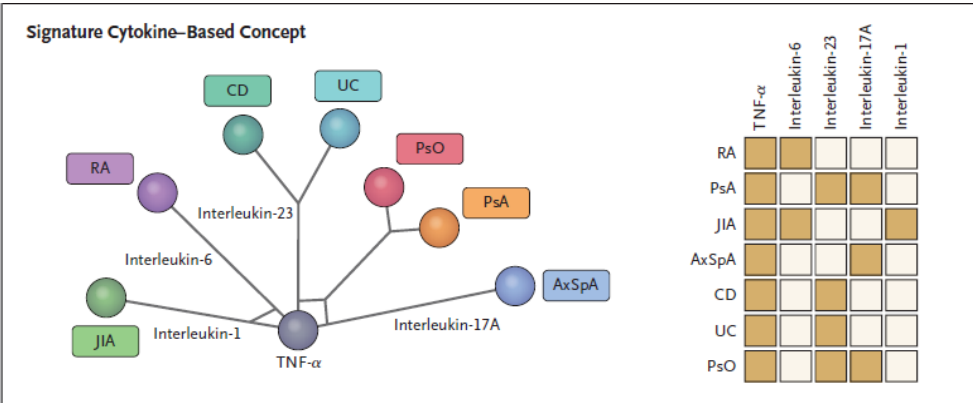 Signature Cytokine–Based Concept
CD
UC
PsO
RA
PsA
Interleukin-23
Interleukin-6
AxSpA
Interleukin-1
Interleukin-17A
JIA
TNF-α
TNF-α
Interleukin-6
Interleukin-23
Interleukin-17A
Interleukin-1
RA
PsA
JIA
AxSpA
CD
UC
PsO